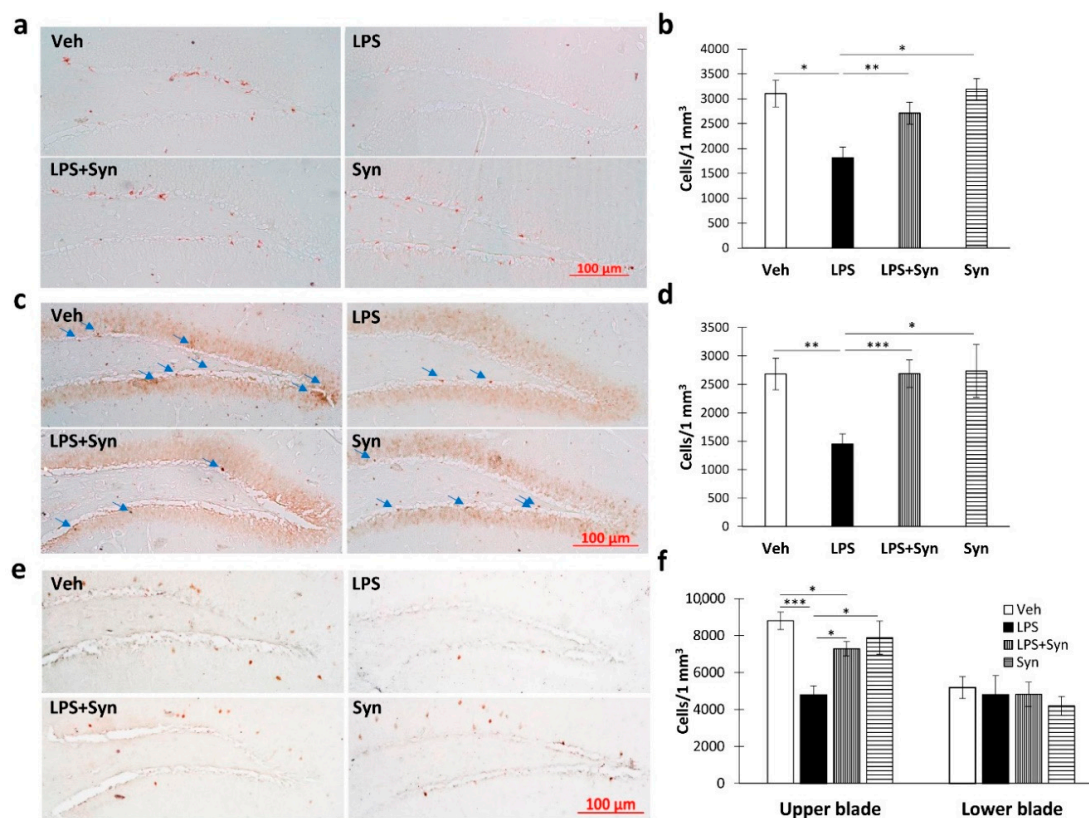 a
Veh
LPS
LPS+Syn
Syn
100 µm
b
Cells/1 mm³
4000
3500
3000
2500
2000
1500
1000
500
0
*
*
**
Veh LPS LPS+Syn Syn
c
Veh
LPS
LPS+Syn
Syn
100 µm
d
Cells/1 mm³
3500
3000
2500
2000
1500
1000
500
0
*
**
***
Veh LPS LPS+Syn Syn
e
Veh
LPS
LPS+Syn
Syn
100 µm
f
Cells/1 mm³
10,000
8000
6000
4000
2000
0
*
***
*
*
Veh
LPS
LPS+Syn
Syn
Upper blade Lower blade